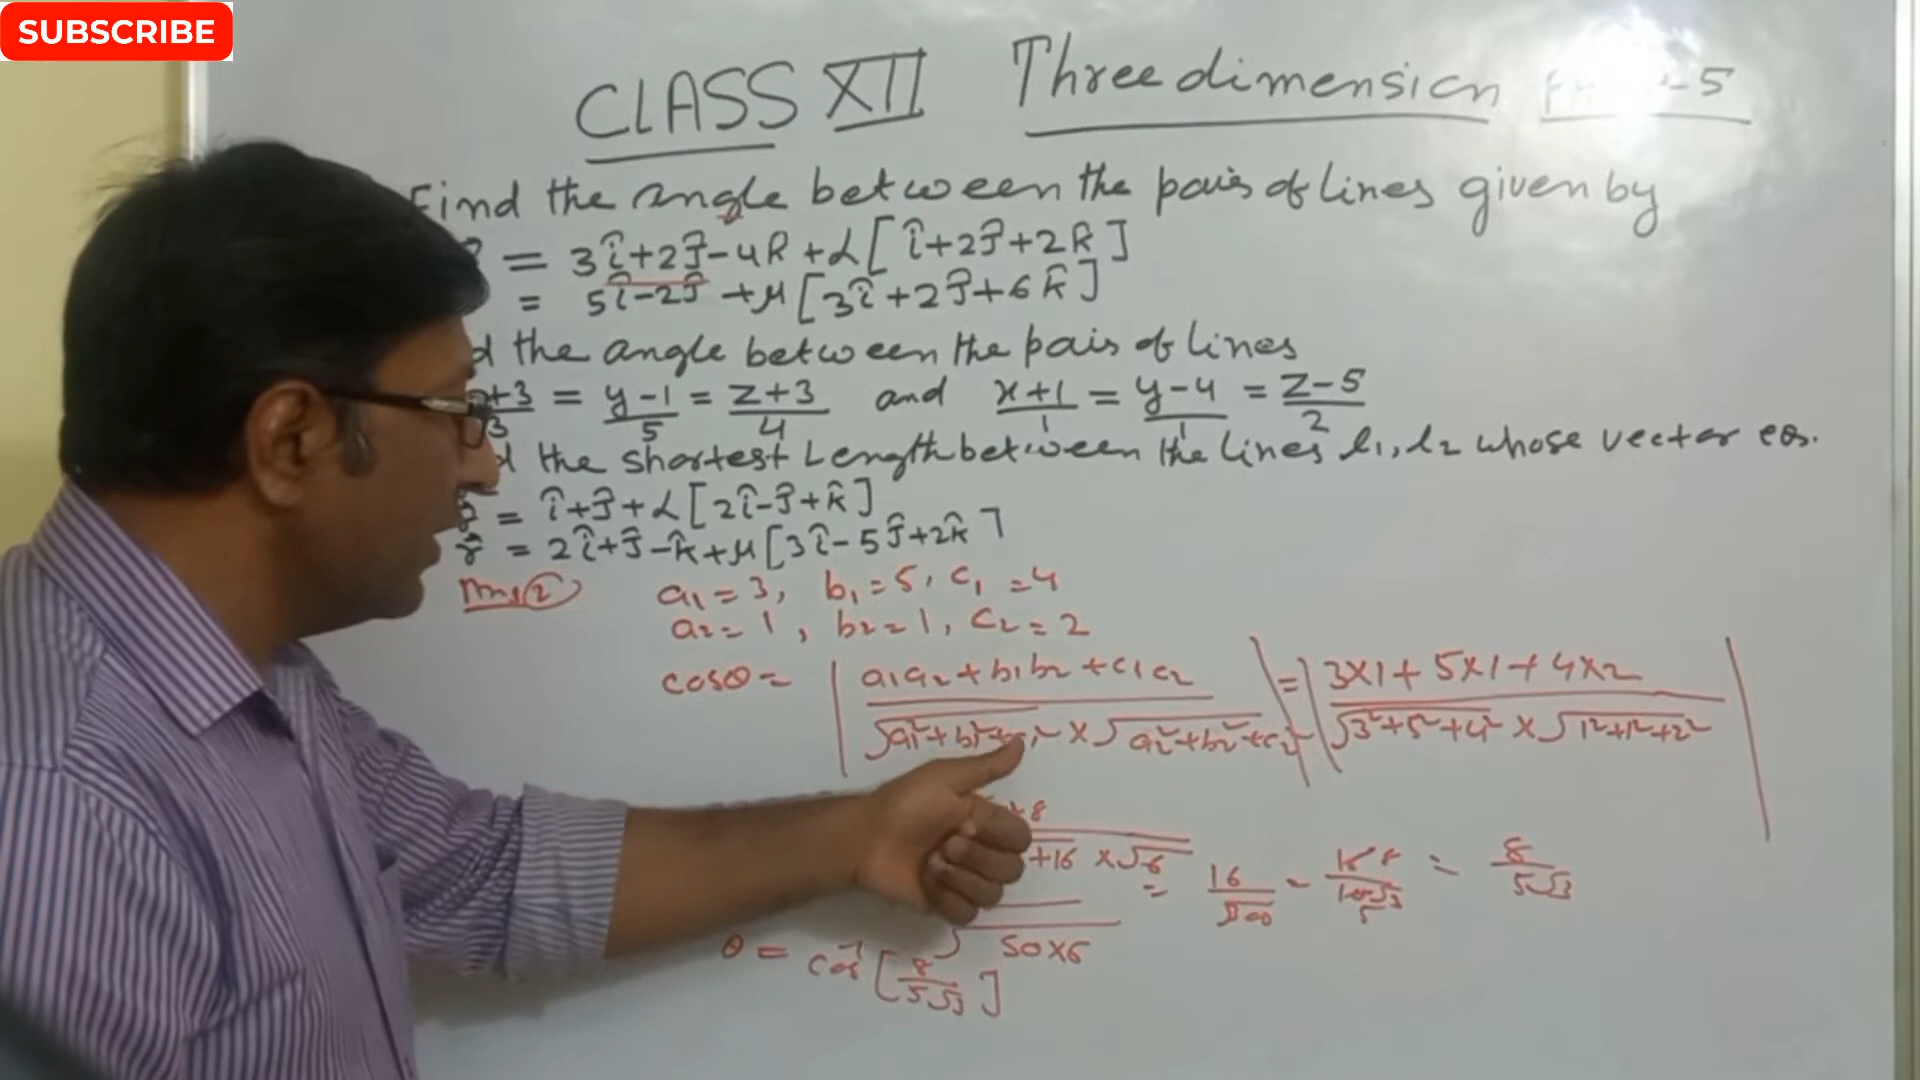 SUBSCRIBE
CLASS XII Three dimension -5
Find the angle between the pair of lines given by
= 3î+2ĵ-4k̂+λ[î+2ĵ+2k̂]
= 5î-2ĵ+μ[3î+2ĵ+6k̂]
d the angle between the pair of lines
x+3/3 = y-1/5 = z+3/4 and x+1/1 = y-4/1 = z-5/2
d the shortest Length between the lines l₁, l₂ whose vector eqs.
r̂ = î+ĵ+λ[2î-ĵ+k̂]
r̂ = 2î+ĵ-k̂+μ[3î-5ĵ+2k̂]
Ans ②
a₁=3, b₁=5, c₁=4
a₂=1, b₂=1, c₂=2
cosθ = |a₁a₂+b₁b₂+c₁c₂ / √a₁²+b₁²+c₁² × √a₂²+b₂²+c₂²| = |3×1+5×1+4×2 / √3²+5²+4² × √1²+1²+2²|
+8 / +16 ×√6
/ √50×6 = 16/√300 = 16 8/10√3 5 = 8/5√3
θ = cos⁻¹[8/5√3]